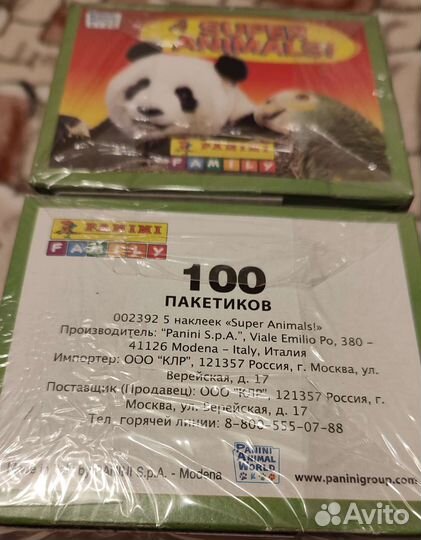 4 SUPER
ANIMALS!
PANINI
FAMILY
PANINI
FAMILY
100
ПАКЕТИКОВ
002392 5 наклеек «Super Animals!»
Производитель: "Panini S.p.A.", Viale Emilio Po, 380 –
41126 Modena – Italy, Италия
Импортер: ООО "КЛР", 121357 Россия, г. Москва, ул.
Верейская, д. 17
Поставщик (Продавец): ООО "КЛР", 121357 Россия, г.
Москва, ул. Верейская, д. 17
Тел. горячей линии: 8-800-555-07-88
by PANINI S.p.A. - Modena
PANINI
ANIMAL
WORLD
www.paninigroup.com
Avito